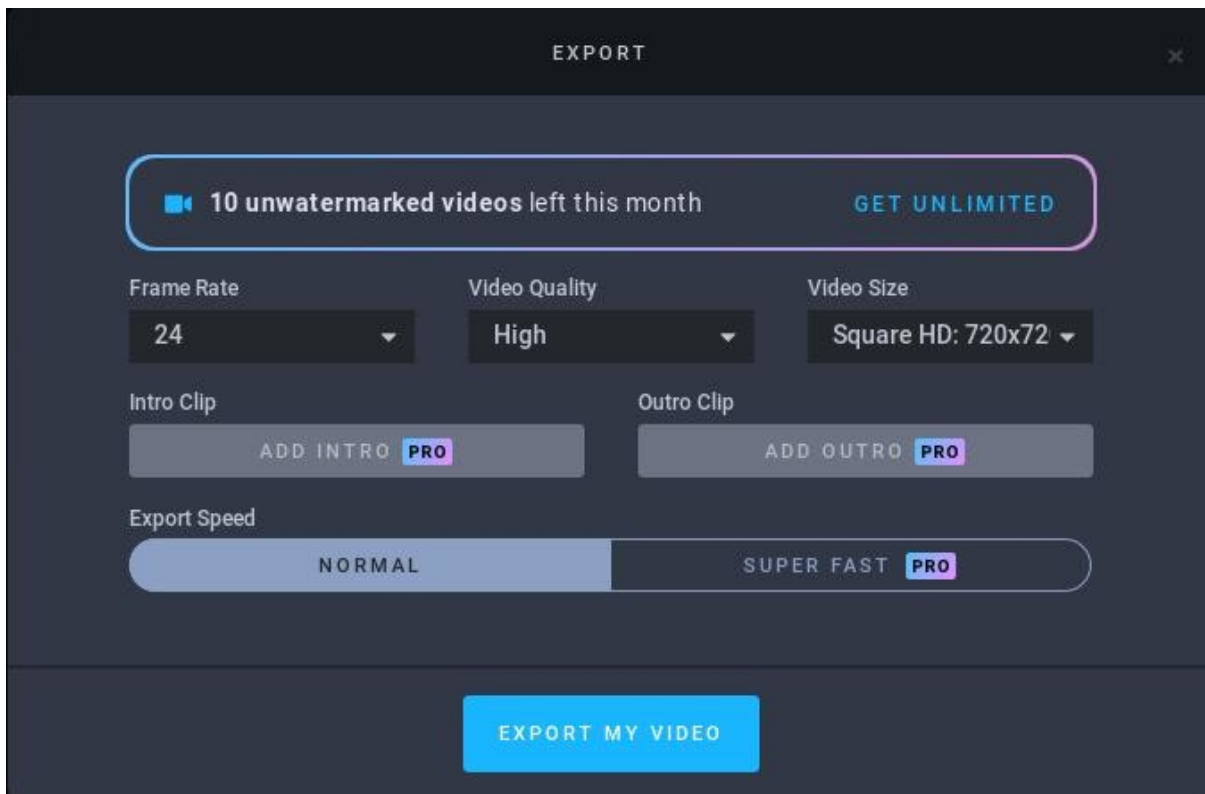 EXPORT
10 unwatermarked videos left this month GET UNLIMITED
Frame Rate Video Quality Video Size
24 High Square HD: 720x72
Intro Clip Outro Clip
ADD INTRO PRO ADD OUTRO PRO
Export Speed
NORMAL SUPER FAST PRO
EXPORT MY VIDEO